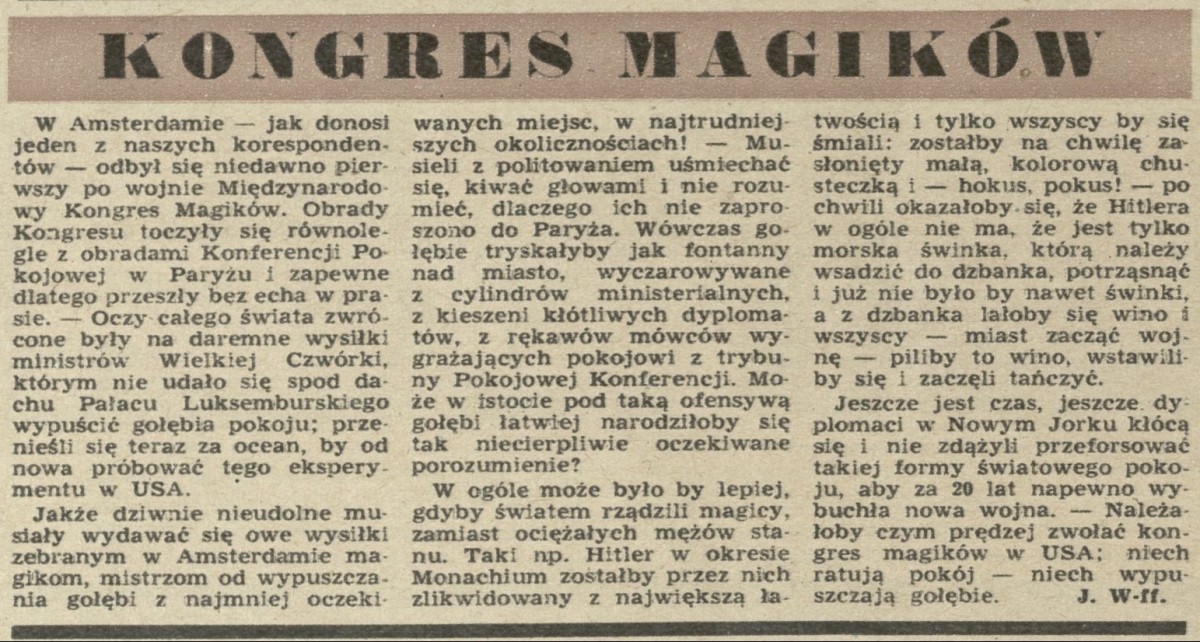 KONGRES MAGIKÓW
W Amsterdamie — jak donosi
jeden z naszych koresponden-
tów — odbył się niedawno pier-
wszy po wojnie Międzynarodo-
wy Kongres Magików. Obrady
Kongresu toczyły się równole-
gle z obradami Konferencji Po-
kojowej w Paryżu i zapewne
dlatego przeszły bez echa w pra-
sie. — Oczy całego świata zwró-
cone były na daremne wysiłki
ministrów Wielkiej Czwórki,
którym nie udało się spod da-
chu Pałacu Luksemburskiego
wypuścić gołębia pokoju; prze-
nieśli się teraz za ocean, by od
nowa próbować tego ekspery-
mentu w USA.
Jakże dziwnie nieudolne mu-
siały wydawać się owe wysiłki
zebranym w Amsterdamie ma-
gikom, mistrzom od wypuszcza-
nia gołębi z najmniej oczeki-
wanych miejsc, w najtrudniej-
szych okolicznościach! — Mu-
sieli z politowaniem uśmiechać
się, kiwać głowami i nie rozu-
mieć, dlaczego ich nie zapro-
szono do Paryża. Wówczas go-
łębie tryskałyby jak fontanny
nad miasto, wyczarowywane
z cylindrów ministerialnych,
z kieszeni kłótliwych dyploma-
tów, z rękawów mówców wy-
grażających pokojowi z trybu-
ny Pokojowej Konferencji. Mo-
że w istocie pod taką ofensywą
gołębi łatwiej narodziłoby się
tak niecierpliwie oczekiwane
porozumienie?
W ogóle może było by lepiej,
gdyby światem rządzili magicy,
zamiast ociężałych mężów sta-
nu. Taki np. Hitler w okresie
Monachium zostałby przez nich
zlikwidowany z największą ła-
twością i tylko wszyscy by się
śmiali: zostałby na chwilę za-
słonięty małą, kolorową chu-
steczką i — hokus, pokus! — po
chwili okazałoby się, że Hitlera
w ogóle nie ma, że jest tylko
morska świnka, którą należy
wsadzić do dzbanka, potrząsnąć
i już nie było by nawet świnki,
a z dzbanka lałoby się wino i
wszyscy — miast zacząć woj-
nę — piliby to wino, wstawili-
by się i zaczęli tańczyć.
Jeszcze jest czas, jeszcze dy-
plomaci w Nowym Jorku kłócą
się i nie zdążyli przeforsować
takiej formy światowego poko-
ju, aby za 20 lat napewno wy-
buchła nowa wojna. — Należa-
łoby czym prędzej zwołać kon-
gres magików w USA; niech
ratują pokój — niech wypu-
szczają gołębie. J. W-ff.